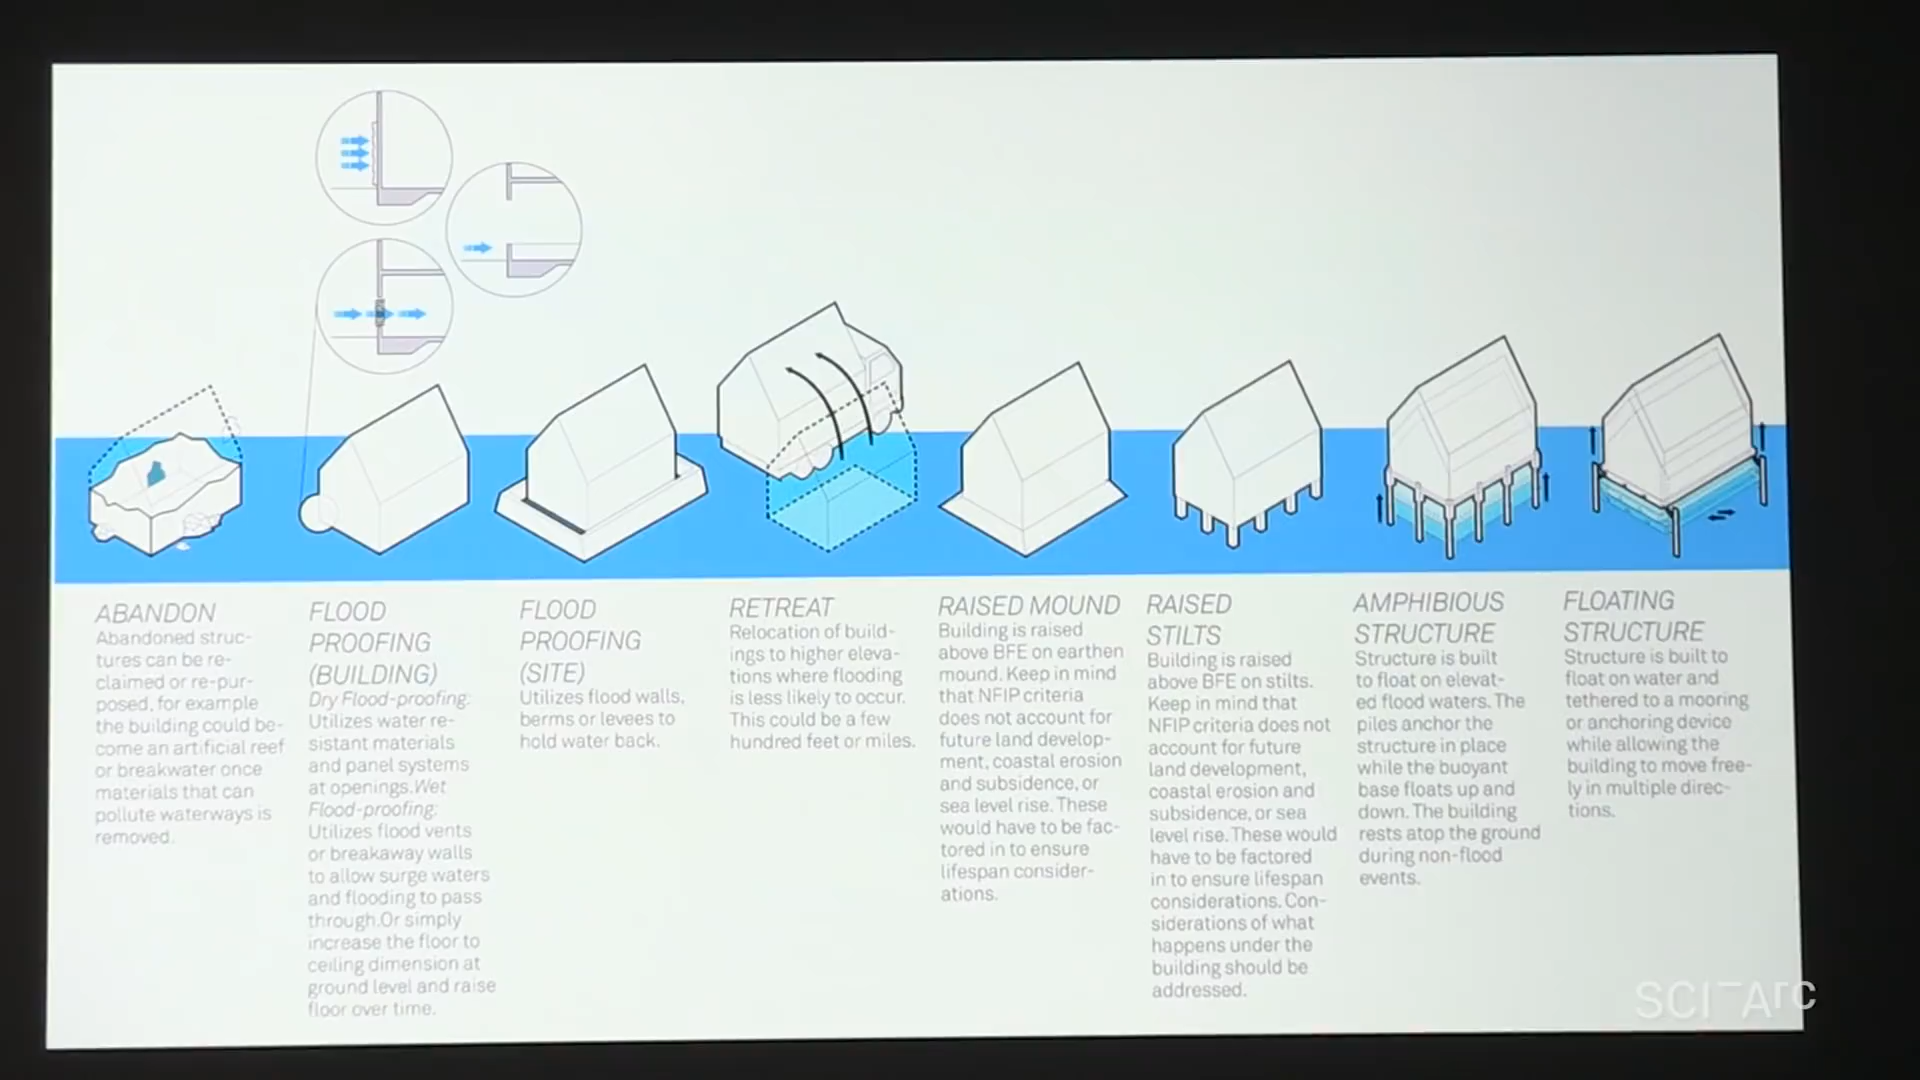 ABANDON
Abandoned struc-
tures can be re-
claimed or re-pur-
posed, for example
the building could be-
come an artificial reef
or breakwater once
materials that can
pollute waterways is
removed.
FLOOD
PROOFING
(BUILDING)
Dry Flood-proofing:
Utilizes water re-
sistant materials
and panel systems
at openings.Wet
Flood-proofing:
Utilizes flood vents
or breakaway walls
to allow surge waters
and flooding to pass
through.Or simply
increase the floor to
ceiling dimension at
ground level and raise
floor over time.
FLOOD
PROOFING
(SITE)
Utilizes flood walls,
berms or levees to
hold water back.
RETREAT
Relocation of build-
ings to higher eleva-
tions where flooding
is less likely to occur.
This could be a few
hundred feet or miles.
RAISED MOUND
Building is raised
above BFE on earthen
mound. Keep in mind
that NFIP criteria
does not account for
future land develop-
ment, coastal erosion
and subsidence, or
sea level rise. These
would have to be fac-
tored in to ensure
lifespan consider-
ations.
RAISED
STILTS
Building is raised
above BFE on stilts.
Keep in mind that
NFIP criteria does not
account for future
land development,
coastal erosion and
subsidence, or sea
level rise. These would
have to be factored
in to ensure lifespan
considerations. Con-
siderations of what
happens under the
building should be
addressed.
AMPHIBIOUS
STRUCTURE
Structure is built
to float on elevat-
ed flood waters. The
piles anchor the
structure in place
while the buoyant
base floats up and
down. The building
rests atop the ground
during non-flood
events.
FLOATING
STRUCTURE
Structure is built to
float on water and
tethered to a mooring
or anchoring device
while allowing the
building to move free-
ly in multiple direc-
tions.
SCI-Arc